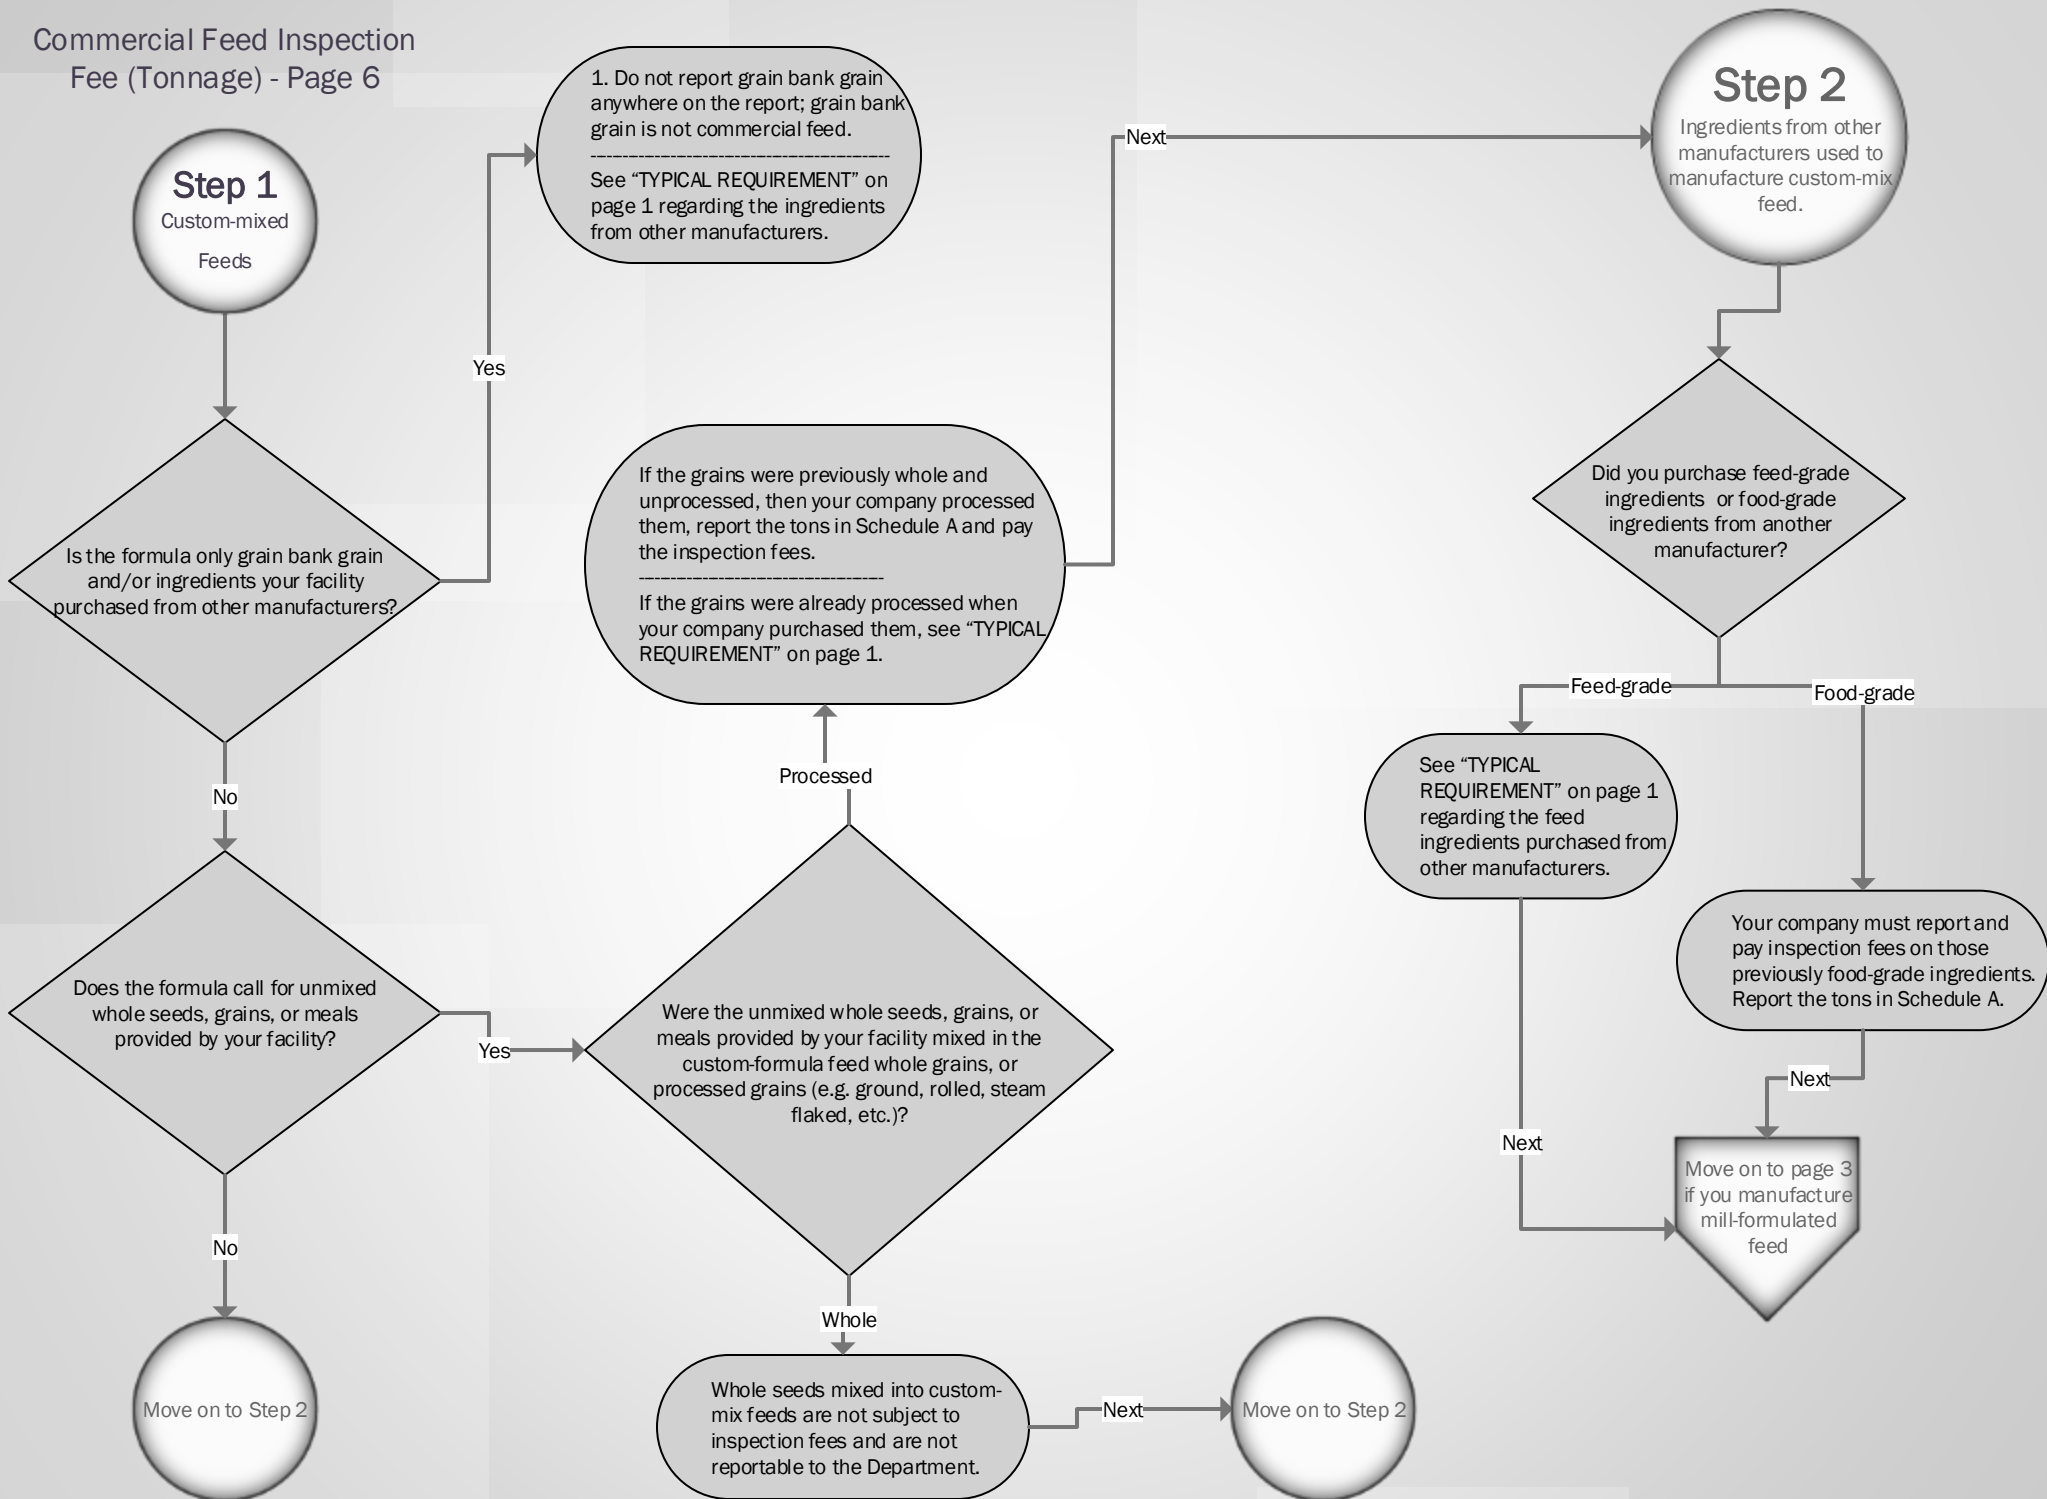 Commercial Feed Inspection
Fee (Tonnage) - Page 6
Step 1
Custom-mixed
Feeds
Is the formula only grain bank grain
and/or ingredients your facility
purchased from other manufacturers?
Yes
1. Do not report grain bank grain
anywhere on the report; grain bank
grain is not commercial feed.
--------------------------------------------------
See “TYPICAL REQUIREMENT” on
page 1 regarding the ingredients
from other manufacturers.
No
Does the formula call for unmixed
whole seeds, grains, or meals
provided by your facility?
No
Move on to Step 2
Yes
Were the unmixed whole seeds, grains, or
meals provided by your facility mixed in the
custom-formula feed whole grains, or
processed grains (e.g. ground, rolled, steam
flaked, etc.)?
Processed
If the grains were previously whole and
unprocessed, then your company processed
them, report the tons in Schedule A and pay
the inspection fees.
-----------------------------------------
If the grains were already processed when
your company purchased them, see “TYPICAL
REQUIREMENT” on page 1.
Next
Whole
Whole seeds mixed into custom-
mix feeds are not subject to
inspection fees and are not
reportable to the Department.
Next
Move on to Step 2
Step 2
Ingredients from other
manufacturers used to
manufacture custom-mix
feed.
Did you purchase feed-grade
ingredients or food-grade
ingredients from another
manufacturer?
Feed-grade
See “TYPICAL
REQUIREMENT” on page 1
regarding the feed
ingredients purchased from
other manufacturers.
Next
Food-grade
Your company must report and
pay inspection fees on those
previously food-grade ingredients.
Report the tons in Schedule A.
Next
Move on to page 3
if you manufacture
mill-formulated
feed